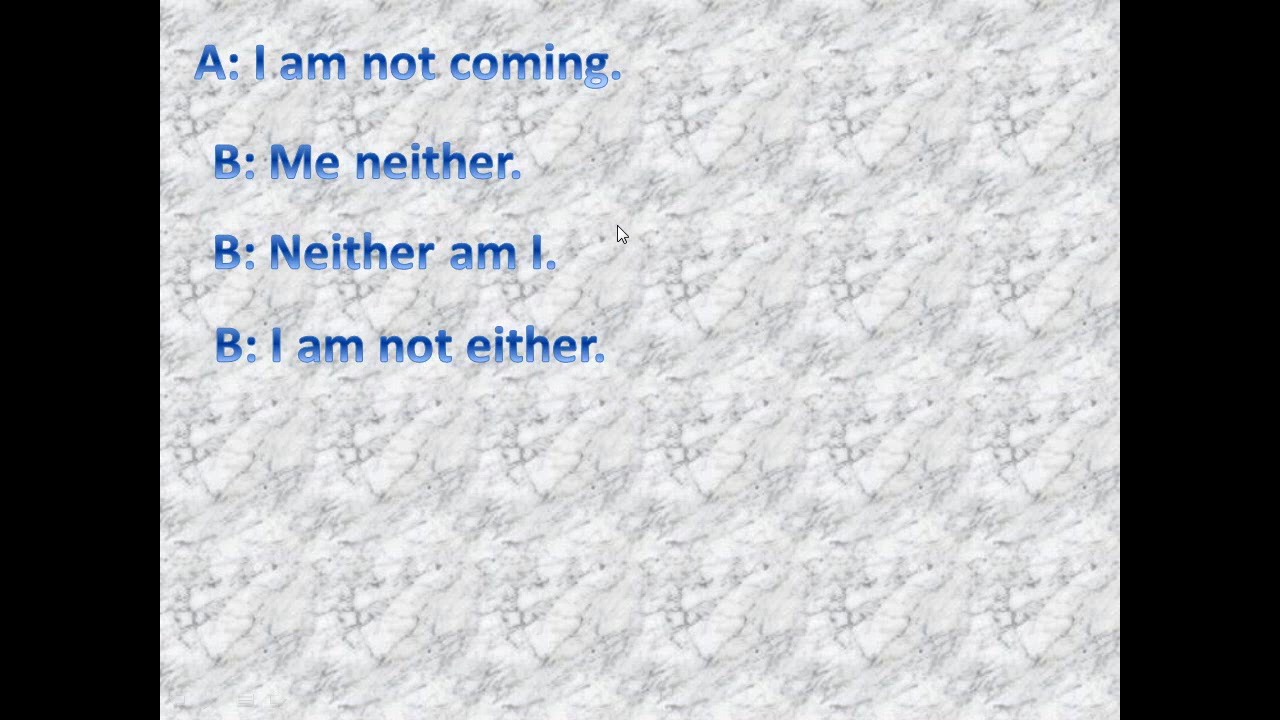 A: I am not coming.
B: Me neither.
B: Neither am I.
B: I am not either.